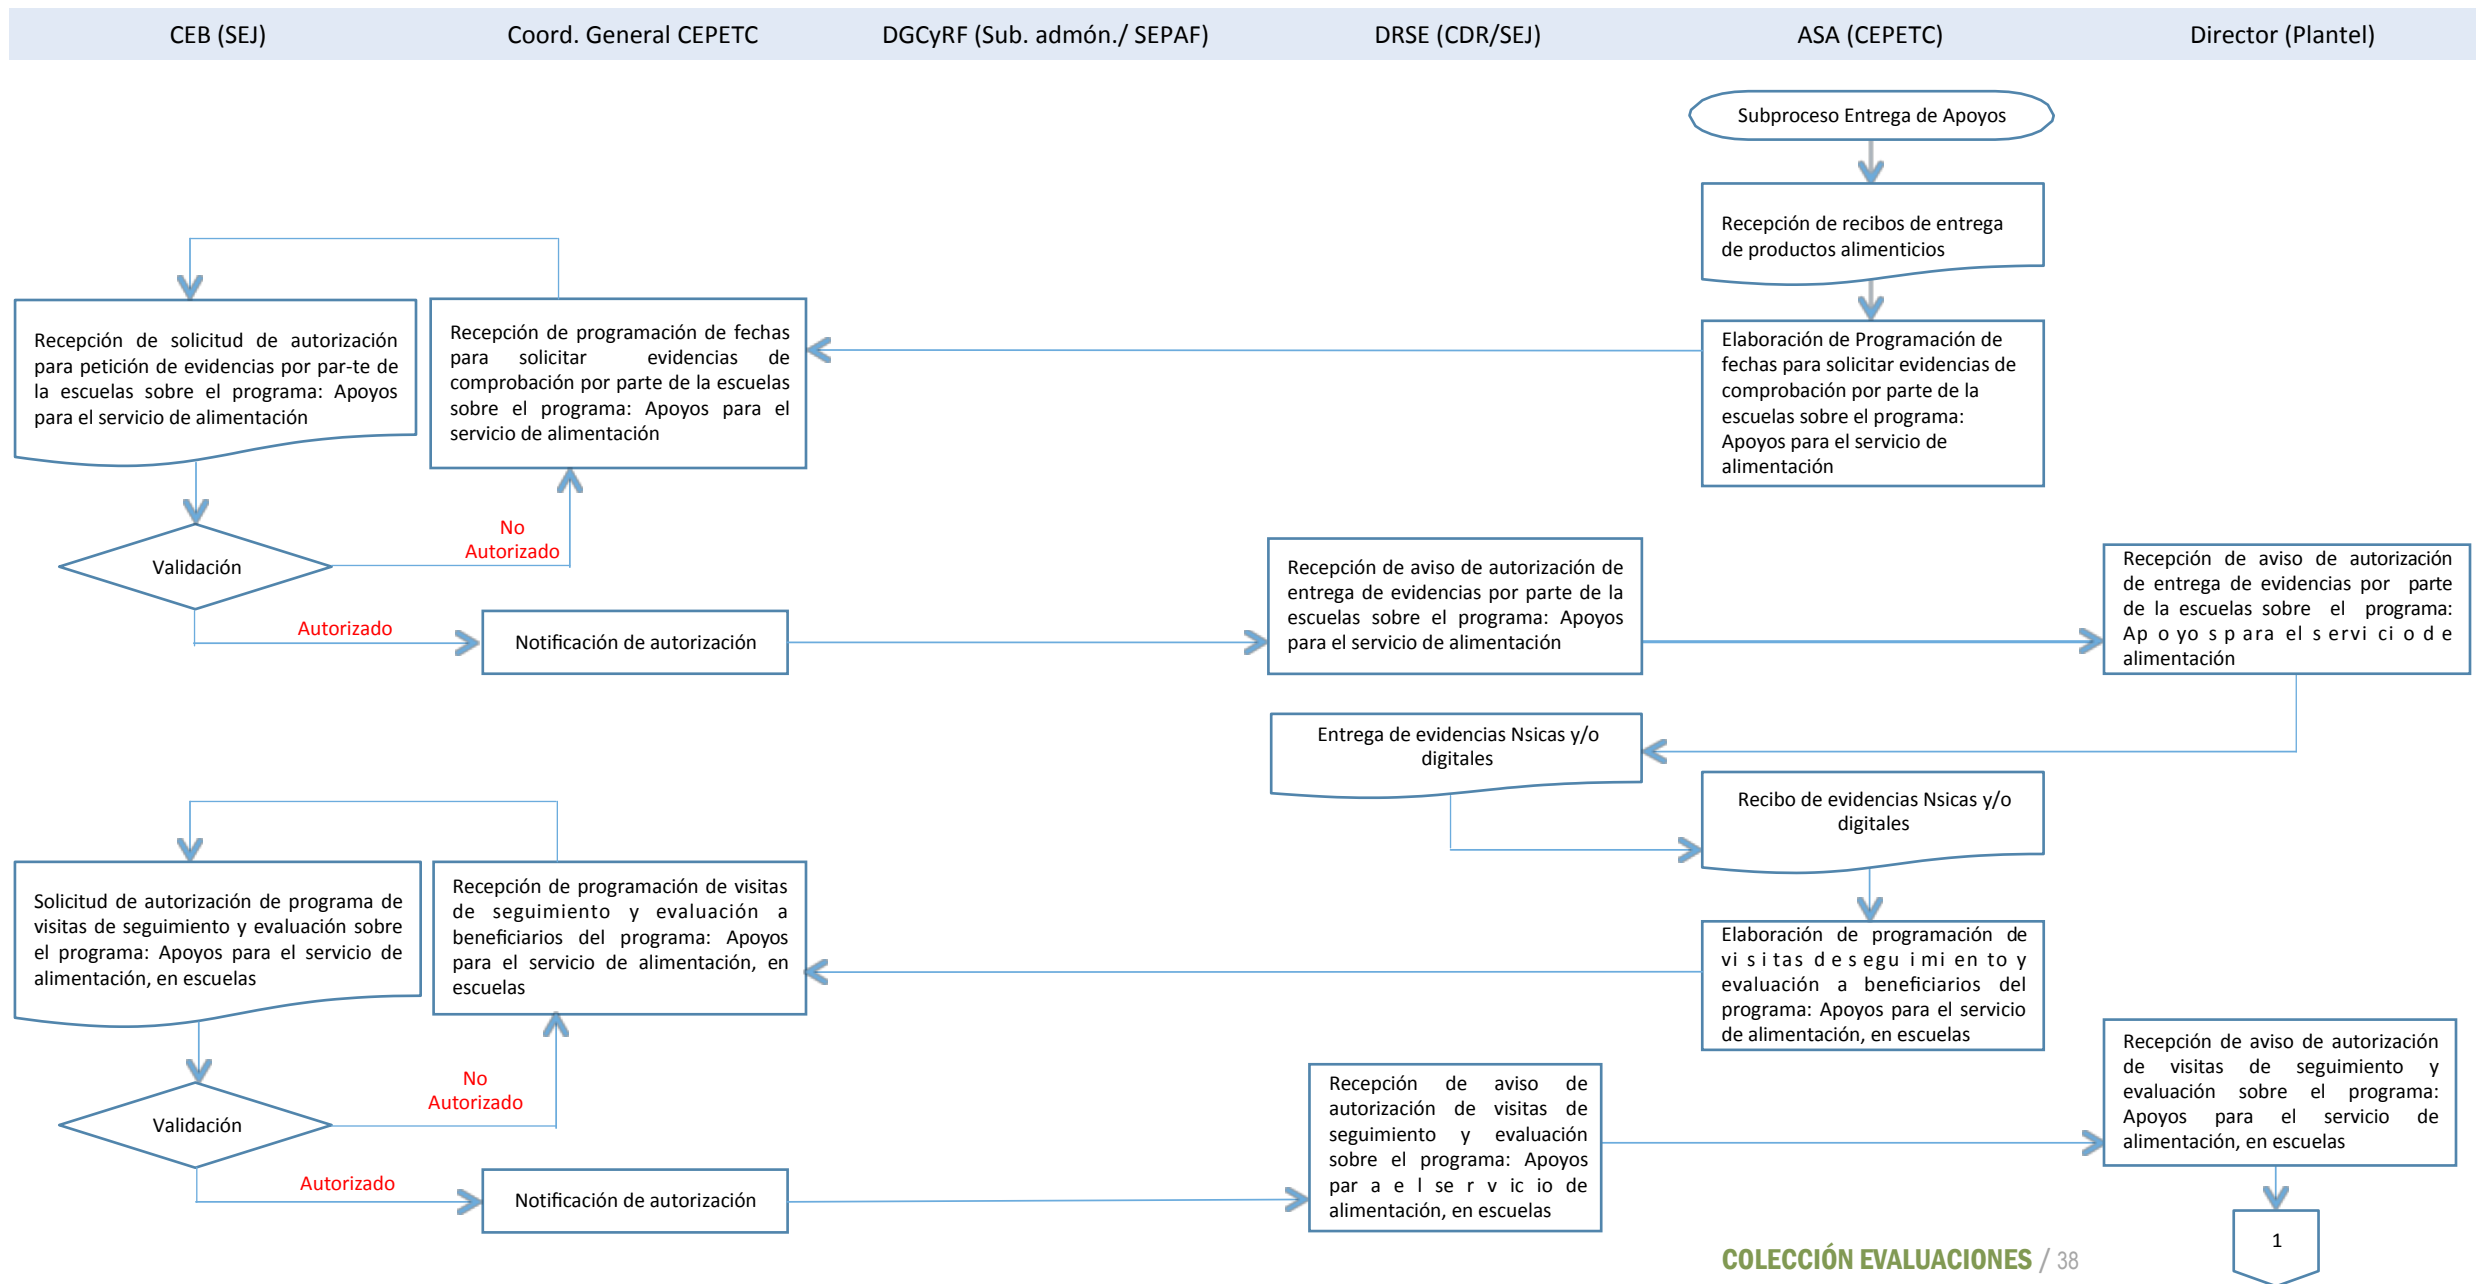 CEB (SEJ)
Coord. General CEPETC
DGCyRF (Sub. admón./ SEPAF)
DRSE (CDR/SEJ)
ASA (CEPETC)
Director (Plantel)
Subproceso Entrega de Apoyos
Recepción de recibos de entrega
de productos alimenticios
Recepción de solicitud de autorización
para petición de evidencias por par-te de
la escuelas sobre el programa: Apoyos
para el servicio de alimentación
Recepción de programación de fechas
para solicitar evidencias de
comprobación por parte de la escuelas
sobre el programa: Apoyos para el
servicio de alimentación
Elaboración de Programación de
fechas para solicitar evidencias de
comprobación por parte de la
escuelas sobre el programa:
Apoyos para el servicio de
alimentación
Validación
No
Autorizado
Autorizado
Notificación de autorización
Recepción de aviso de autorización de
entrega de evidencias por parte de la
escuelas sobre el programa: Apoyos
para el servicio de alimentación
Recepción de aviso de autorización
de entrega de evidencias por parte
de la escuelas sobre el programa:
Ap o yo s p ara el s ervi ci o d e
alimentación
Entrega de evidencias Nsicas y/o
digitales
Recibo de evidencias Nsicas y/o
digitales
Solicitud de autorización de programa de
visitas de seguimiento y evaluación sobre
el programa: Apoyos para el servicio de
alimentación, en escuelas
Recepción de programación de visitas
de seguimiento y evaluación a
beneficiarios del programa: Apoyos
para el servicio de alimentación, en
escuelas
Elaboración de programación de
vi s i tas d e segu i mi en to y
evaluación a beneficiarios del
programa: Apoyos para el servicio
de alimentación, en escuelas
Validación
No
Autorizado
Autorizado
Notificación de autorización
Recepción de aviso de
autorización de visitas de
seguimiento y evaluación
sobre el programa: Apoyos
par a e l se r v ic io de
alimentación, en escuelas
Recepción de aviso de autorización
de visitas de seguimiento y
evaluación sobre el programa:
Apoyos para el servicio de
alimentación, en escuelas
1
COLECCIÓN EVALUACIONES / 38